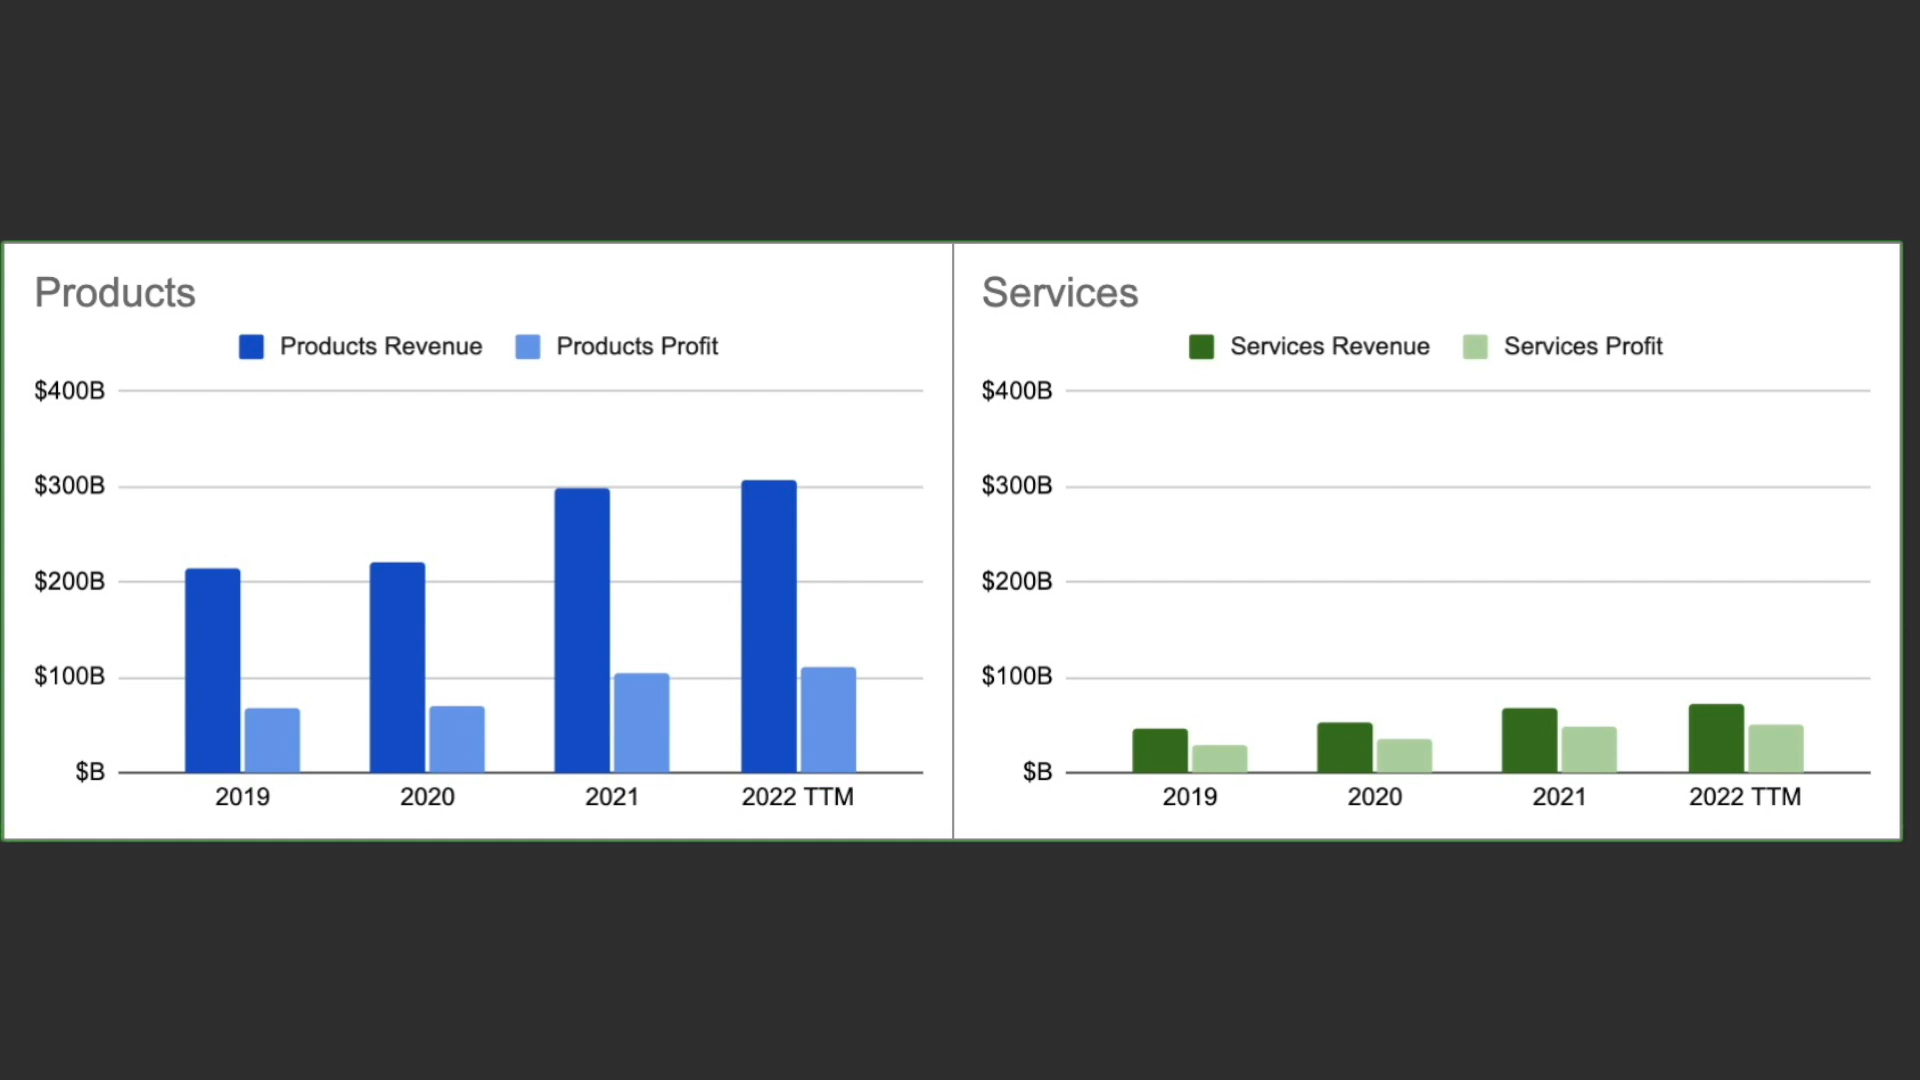 Products
Products Revenue Products Profit
$400B
$300B
$200B
$100B
$B
2019 2020 2021 2022 TTM
Services
Services Revenue Services Profit
$400B
$300B
$200B
$100B
$B
2019 2020 2021 2022 TTM